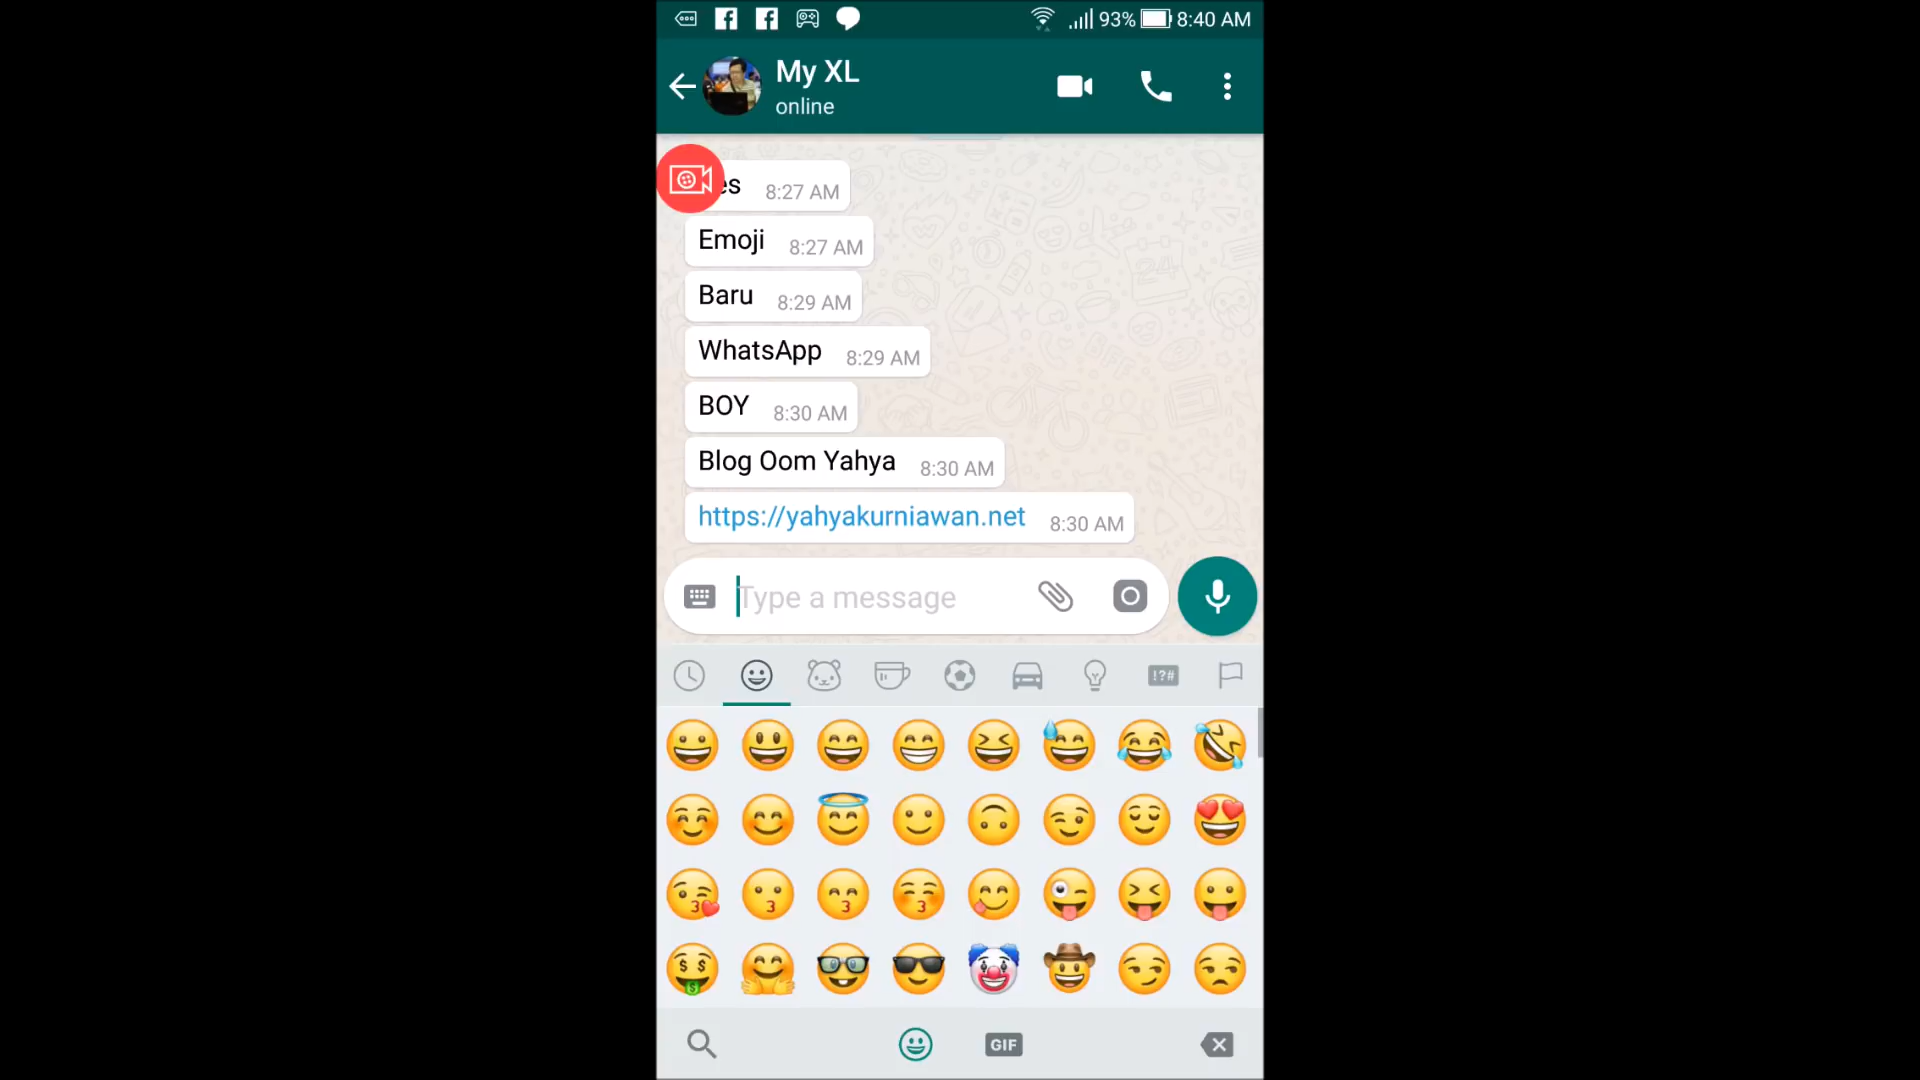 93% 8:40 AM
My XL
online
8:27 AM
Emoji 8:27 AM
Baru 8:29 AM
WhatsApp 8:29 AM
BOY 8:30 AM
Blog Oom Yahya 8:30 AM
https://yahyakurniawan.net 8:30 AM
Type a message
!?#
GIF